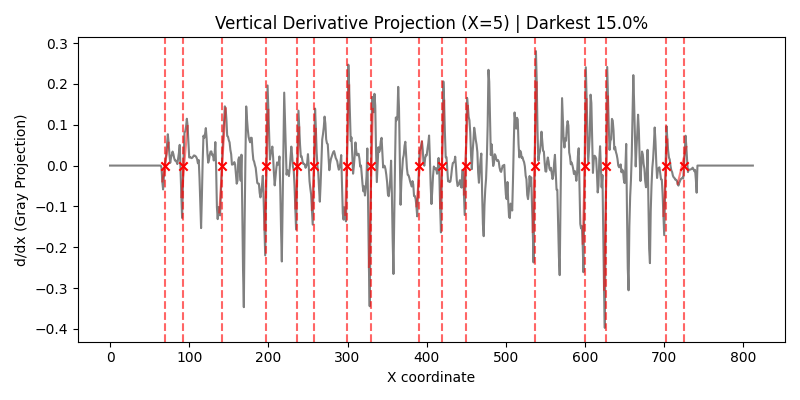 Vertical Derivative Projection (X=5) | Darkest 15.0%
0.3
0.2
0.1
0.0
−0.1
−0.2
−0.3
−0.4
d/dx (Gray Projection)
0 100 200 300 400 500 600 700 800
X coordinate